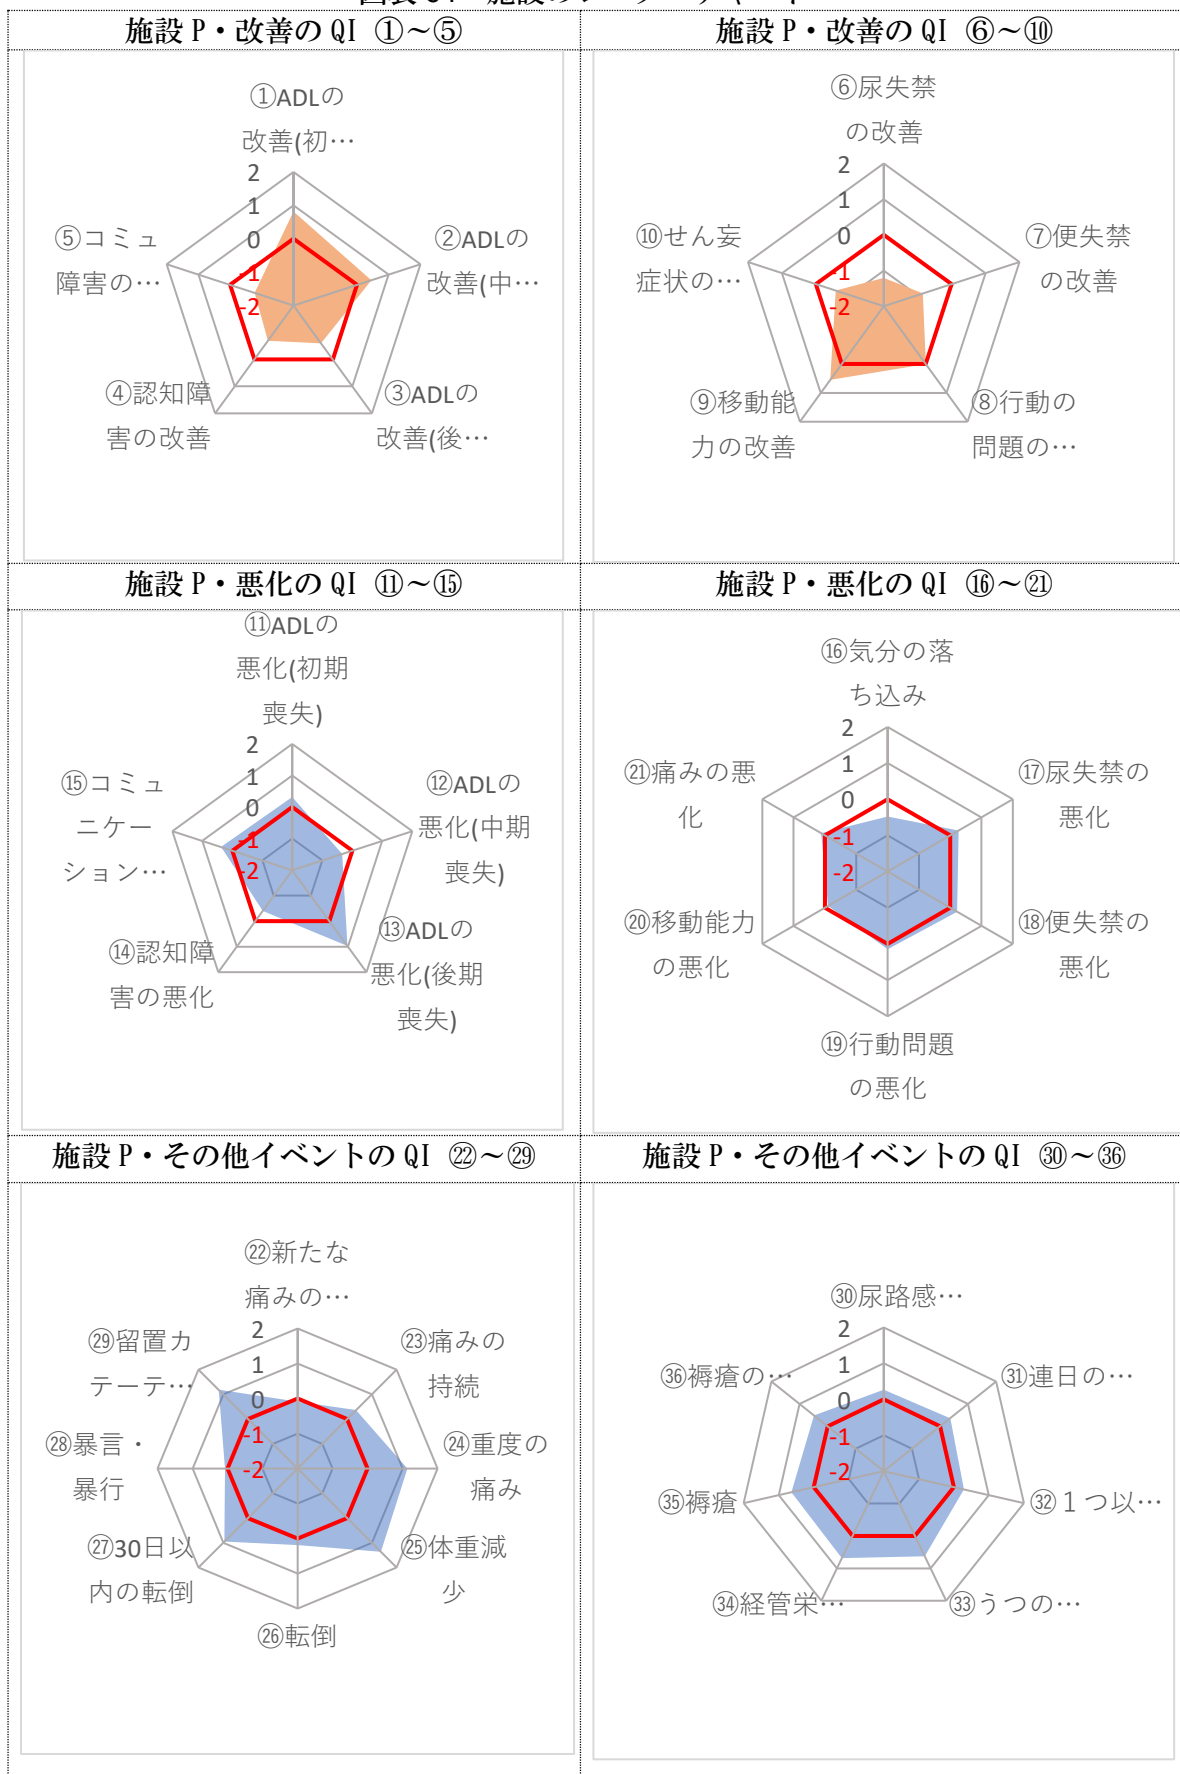 施設 P・改善の QI ①～⑤
施設 P・改善の QI ⑥～⑩
①ADLの
改善(初…
2
1
0
-1
-2
②ADLの
改善(中…
③ADLの
改善(後…
④認知障
害の改善
⑤コミュ
障害の…
⑥尿失禁
の改善
2
1
0
-1
-2
⑦便失禁
の改善
⑧行動の
問題の…
⑨移動能
力の改善
⑩せん妄
症状の…
施設 P・悪化の QI ⑪～⑮
施設 P・悪化の QI ⑯～㉑
⑪ADLの
悪化(初期
喪失)
2
1
0
-1
-2
⑫ADLの
悪化(中期
喪失)
⑬ADLの
悪化(後期
喪失)
⑭認知障
害の悪化
⑮コミュ
ニケー
ション…
⑯気分の落
ち込み
2
1
0
-1
-2
⑰尿失禁の
悪化
⑱便失禁の
悪化
⑲行動問題
の悪化
⑳移動能力
の悪化
㉑痛みの悪
化
施設 P・その他イベントの QI ㉒～㉙
施設 P・その他イベントの QI ㉚～㊱
㉒新たな
痛みの…
2
1
0
-1
-2
㉓痛みの
持続
㉔重度の
痛み
㉕体重減
少
㉖転倒
㉗30日以
内の転倒
㉘暴言・
暴行
㉙留置カ
テーテ…
㉚尿路感…
2
1
0
-1
-2
㉛連日の…
㉜１つ以…
㉝うつの…
㉞経管栄…
㉟褥瘡
㊱褥瘡の…